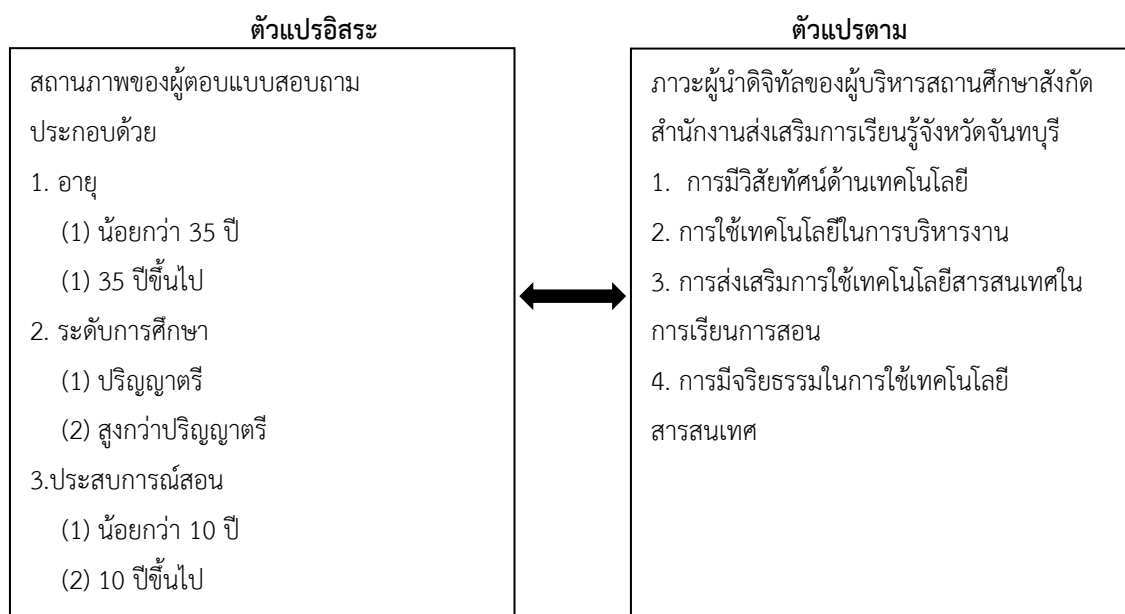 ตัวแปรอิสระ
สถานภาพของผู้ตอบแบบสอบถาม
ประกอบด้วย
1. อายุ
(1) น้อยกว่า 35 ปี
(1) 35 ปีขึ้นไป
2. ระดับการศึกษา
(1) ปริญญาตรี
(2) สูงกว่าปริญญาตรี
3.ประสบการณ์สอน
(1) น้อยกว่า 10 ปี
(2) 10 ปีขึ้นไป
ตัวแปรตาม
ภาวะผู้นำดิจิทัลของผู้บริหารสถานศึกษาสังกัด
สำนักงานส่งเสริมการเรียนรู้จังหวัดจันทบุรี
1. การมีวิสัยทัศน์ด้านเทคโนโลยี
2. การใช้เทคโนโลยีในการบริหารงาน
3. การส่งเสริมการใช้เทคโนโลยีสารสนเทศใน
การเรียนการสอน
4. การมีจริยธรรมในการใช้เทคโนโลยี
สารสนเทศ